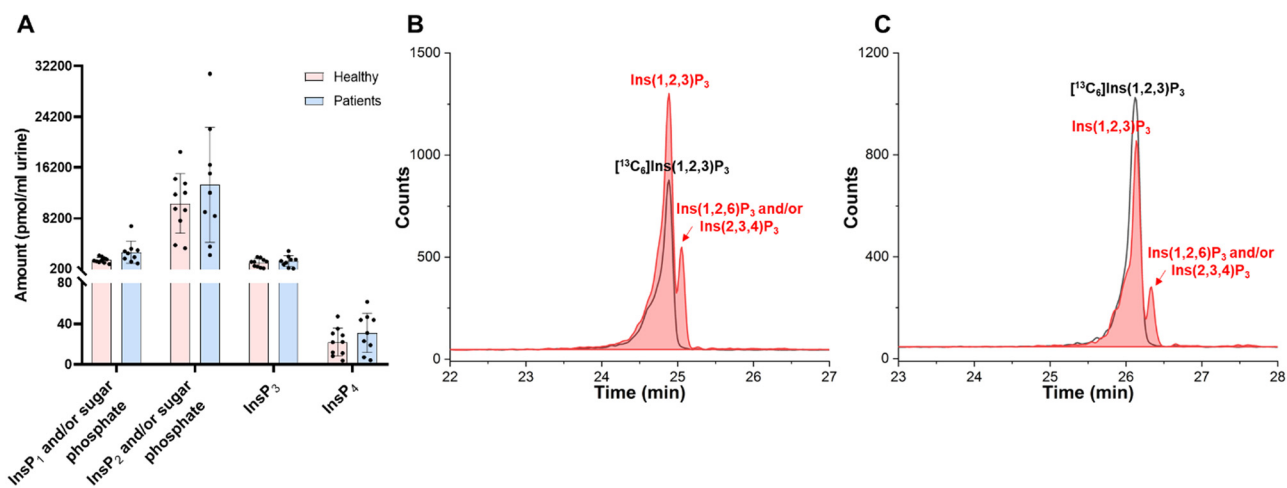 A
Amount (pmol/ml urine)
32200
24200
16200
8200
200
80
40
0
Healthy
Patients
InsP₁ and/or sugar
phosphate
InsP₂ and/or sugar
phosphate
InsP₃
InsP₄
B
Counts
1500
1000
500
0
Ins(1,2,3)P₃
[¹³C₆]Ins(1,2,3)P₃
Ins(1,2,6)P₃ and/or
Ins(2,3,4)P₃
22 23 24 25 26 27
Time (min)
C
Counts
1200
800
400
0
[¹³C₆]Ins(1,2,3)P₃
Ins(1,2,3)P₃
Ins(1,2,6)P₃ and/or
Ins(2,3,4)P₃
23 24 25 26 27 28
Time (min)